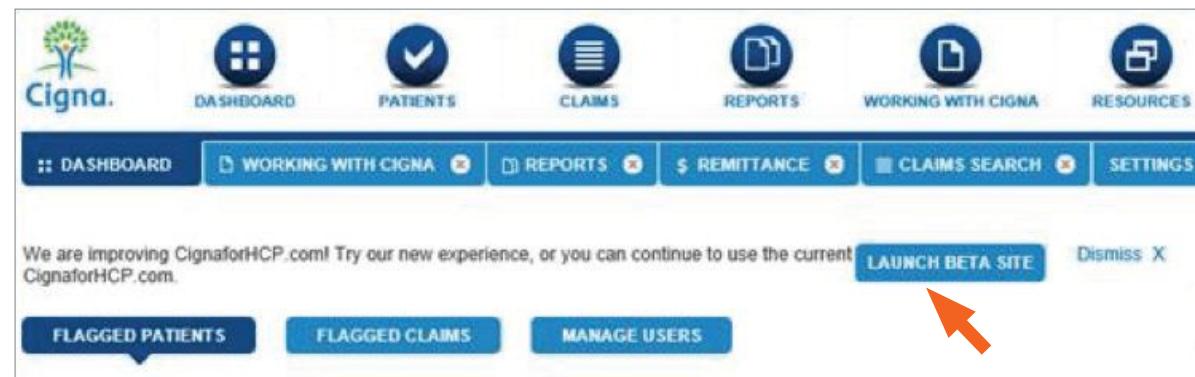 Cigna.
DASHBOARD PATIENTS CLAIMS REPORTS WORKING WITH CIGNA RESOURCES
DASHBOARD WORKING WITH CIGNA REPORTS $ REMITTANCE CLAIMS SEARCH SETTINGS
We are improving CignaforHCP.com! Try our new experience, or you can continue to use the current
CignaforHCP.com.
LAUNCH BETA SITE
Dismiss X
FLAGGED PATIENTS FLAGGED CLAIMS MANAGE USERS